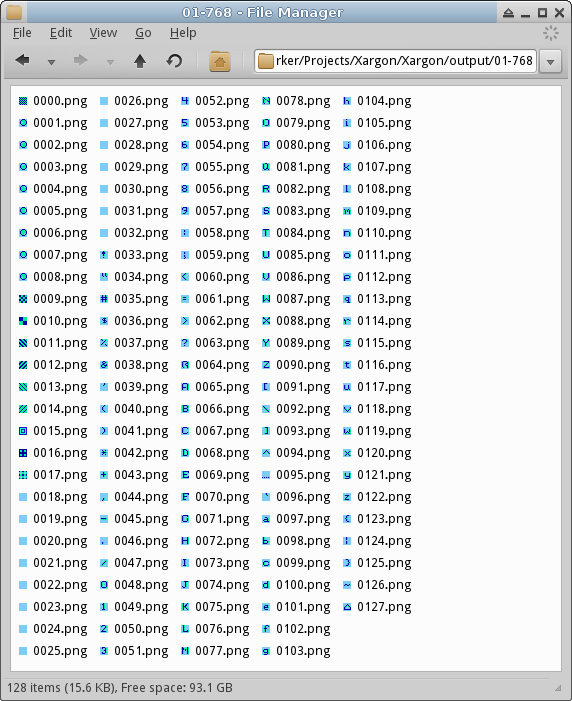 01-768 - File Manager
File Edit View Go Help
rker/Projects/Xargon/Xargon/output/01-768
0000.png 0026.png 0052.png 0078.png 0104.png
0001.png 0027.png 0053.png 0079.png 0105.png
0002.png 0028.png 0054.png 0080.png 0106.png
0003.png 0029.png 0055.png 0081.png 0107.png
0004.png 0030.png 0056.png 0082.png 0108.png
0005.png 0031.png 0057.png 0083.png 0109.png
0006.png 0032.png 0058.png 0084.png 0110.png
0007.png 0033.png 0059.png 0085.png 0111.png
0008.png 0034.png 0060.png 0086.png 0112.png
0009.png 0035.png 0061.png 0087.png 0113.png
0010.png 0036.png 0062.png 0088.png 0114.png
0011.png 0037.png 0063.png 0089.png 0115.png
0012.png 0038.png 0064.png 0090.png 0116.png
0013.png 0039.png 0065.png 0091.png 0117.png
0014.png 0040.png 0066.png 0092.png 0118.png
0015.png 0041.png 0067.png 0093.png 0119.png
0016.png 0042.png 0068.png 0094.png 0120.png
0017.png 0043.png 0069.png 0095.png 0121.png
0018.png 0044.png 0070.png 0096.png 0122.png
0019.png 0045.png 0071.png 0097.png 0123.png
0020.png 0046.png 0072.png 0098.png 0124.png
0021.png 0047.png 0073.png 0099.png 0125.png
0022.png 0048.png 0074.png 0100.png 0126.png
0023.png 0049.png 0075.png 0101.png 0127.png
0024.png 0050.png 0076.png 0102.png
0025.png 0051.png 0077.png 0103.png
128 items (15.6 KB), Free space: 93.1 GB